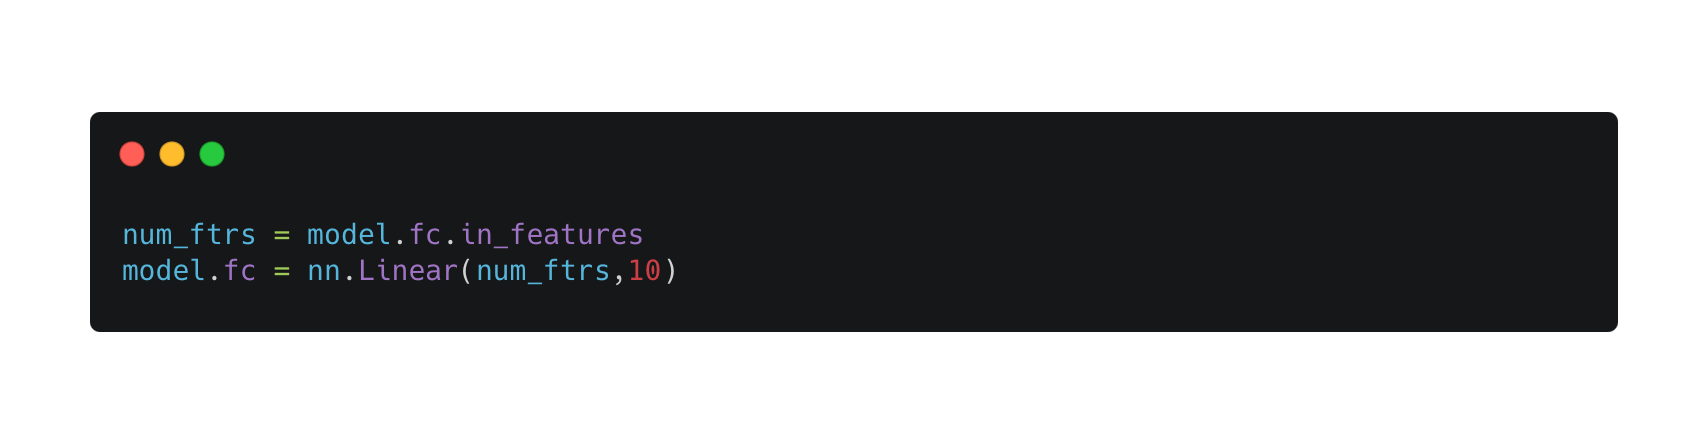 num_ftrs = model.fc.in_features
model.fc = nn.Linear(num_ftrs,10)